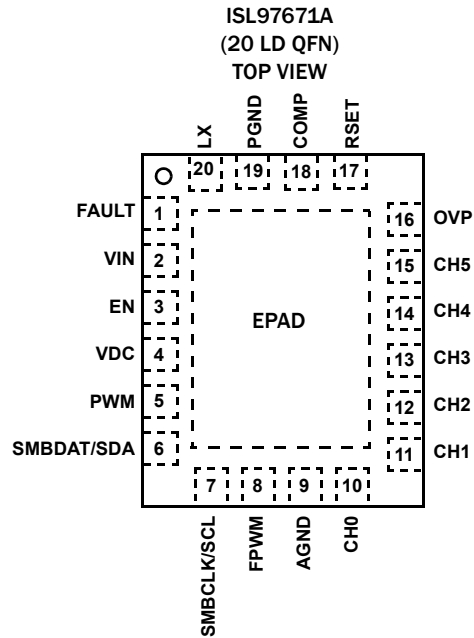 ISL97671A
(20 LD QFN)
TOP VIEW
LX
PGND
COMP
RSET
20
19
18
17
FAULT 1
VIN 2
EN 3
VDC 4
PWM 5
SMBDAT/SDA 6
EPAD
16 OVP
15 CH5
14 CH4
13 CH3
12 CH2
11 CH1
7
8
9
10
SMBCLK/SCL
FPWM
AGND
CH0